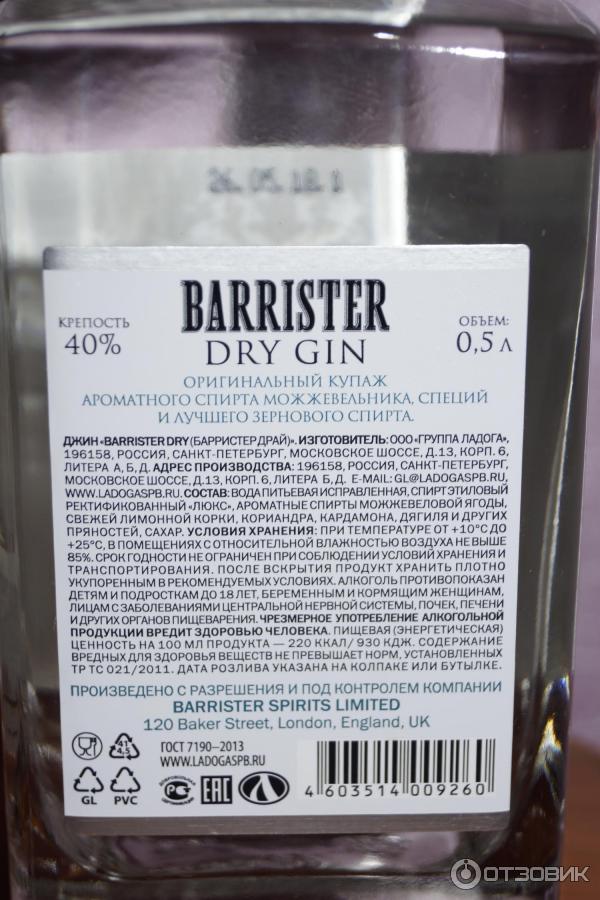 26.05.18.1
BARRISTER
DRY GIN
КРЕПОСТЬ
40%
ОБЪЕМ:
0,5 Л
ОРИГИНАЛЬНЫЙ КУПАЖ
АРОМАТНОГО СПИРТА МОЖЖЕВЕЛЬНИКА, СПЕЦИЙ
И ЛУЧШЕГО ЗЕРНОВОГО СПИРТА.
ДЖИН «BARRISTER DRY (БАРРИСТЕР ДРАЙ)». ИЗГОТОВИТЕЛЬ: ООО «ГРУППА ЛАДОГА»,
196158, РОССИЯ, САНКТ-ПЕТЕРБУРГ, МОСКОВСКОЕ ШОССЕ, Д.13, КОРП. 6,
ЛИТЕРА А, Б, Д. АДРЕС ПРОИЗВОДСТВА: 196158, РОССИЯ, САНКТ-ПЕТЕРБУРГ,
МОСКОВСКОЕ ШОССЕ, Д.13, КОРП. 6, ЛИТЕРА Б, Д. E-MAIL: GL@LADOGASPB.RU,
WWW.LADOGASPB.RU. СОСТАВ: ВОДА ПИТЬЕВАЯ ИСПРАВЛЕННАЯ, СПИРТ ЭТИЛОВЫЙ
РЕКТИФИКОВАННЫЙ «ЛЮКС», АРОМАТНЫЕ СПИРТЫ МОЖЖЕВЕЛОВОЙ ЯГОДЫ,
СВЕЖЕЙ ЛИМОННОЙ КОРКИ, КОРИАНДРА, КАРДАМОНА, ДЯГИЛЯ И ДРУГИХ
ПРЯНОСТЕЙ, САХАР. УСЛОВИЯ ХРАНЕНИЯ: ПРИ ТЕМПЕРАТУРЕ ОТ +10°С ДО
+25°С, В ПОМЕЩЕНИЯХ С ОТНОСИТЕЛЬНОЙ ВЛАЖНОСТЬЮ ВОЗДУХА НЕ ВЫШЕ
85%. СРОК ГОДНОСТИ НЕ ОГРАНИЧЕН ПРИ СОБЛЮДЕНИИ УСЛОВИЙ ХРАНЕНИЯ И
ТРАНСПОРТИРОВАНИЯ. ПОСЛЕ ВСКРЫТИЯ ПРОДУКТ ХРАНИТЬ ПЛОТНО
УКУПОРЕННЫМ В РЕКОМЕНДУЕМЫХ УСЛОВИЯХ. АЛКОГОЛЬ ПРОТИВОПОКАЗАН
ДЕТЯМ И ПОДРОСТКАМ ДО 18 ЛЕТ, БЕРЕМЕННЫМ И КОРМЯЩИМ ЖЕНЩИНАМ,
ЛИЦАМ С ЗАБОЛЕВАНИЯМИ ЦЕНТРАЛЬНОЙ НЕРВНОЙ СИСТЕМЫ, ПОЧЕК, ПЕЧЕНИ
И ДРУГИХ ОРГАНОВ ПИЩЕВАРЕНИЯ. ЧРЕЗМЕРНОЕ УПОТРЕБЛЕНИЕ АЛКОГОЛЬНОЙ
ПРОДУКЦИИ ВРЕДИТ ЗДОРОВЬЮ ЧЕЛОВЕКА. ПИЩЕВАЯ (ЭНЕРГЕТИЧЕСКАЯ)
ЦЕННОСТЬ НА 100 МЛ ПРОДУКТА — 220 ККАЛ/ 930 КДЖ. СОДЕРЖАНИЕ
ВРЕДНЫХ ДЛЯ ЗДОРОВЬЯ ВЕЩЕСТВ НЕ ПРЕВЫШАЕТ НОРМ, УСТАНОВЛЕННЫХ
ТР ТС 021/2011. ДАТА РОЗЛИВА УКАЗАНА НА КОЛПАКЕ ИЛИ БУТЫЛКЕ.
ПРОИЗВЕДЕНО С РАЗРЕШЕНИЯ И ПОД КОНТРОЛЕМ КОМПАНИИ
BARRISTER SPIRITS LIMITED
120 Baker Street, London, England, UK
41
4,5
ГОСТ 7190–2013
WWW.LADOGASPB.RU
GL
PVC
ДОБРОВОЛЬНАЯ
СЕРТИФИКАЦИЯ
EAC
4 603514 009260
ОТЗОВИК